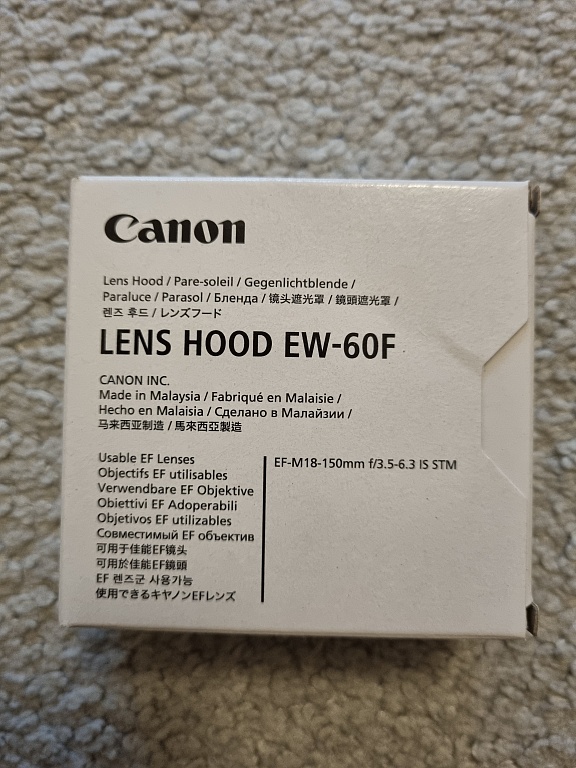 Canon
Lens Hood / Pare-soleil / Gegenlichtblende /
Paraluce / Parasol / Бленда / 镜头遮光罩 / 鏡頭遮光罩 /
렌즈 후드 / レンズフード
LENS HOOD EW-60F
CANON INC.
Made in Malaysia / Fabriqué en Malaisie /
Hecho en Malaisia / Сделано в Малайзии /
马来西亚制造 / 馬來西亞製造
Usable EF Lenses
Objectifs EF utilisables
Verwendbare EF Objektive
Obiettivi EF Adoperabili
Objetivos EF utilizables
Совместимый EF объектив
可用于佳能EF镜头
可用於佳能EF鏡頭
EF 렌즈군 사용가능
使用できるキヤノンEFレンズ
EF-M18-150mm f/3.5-6.3 IS STM